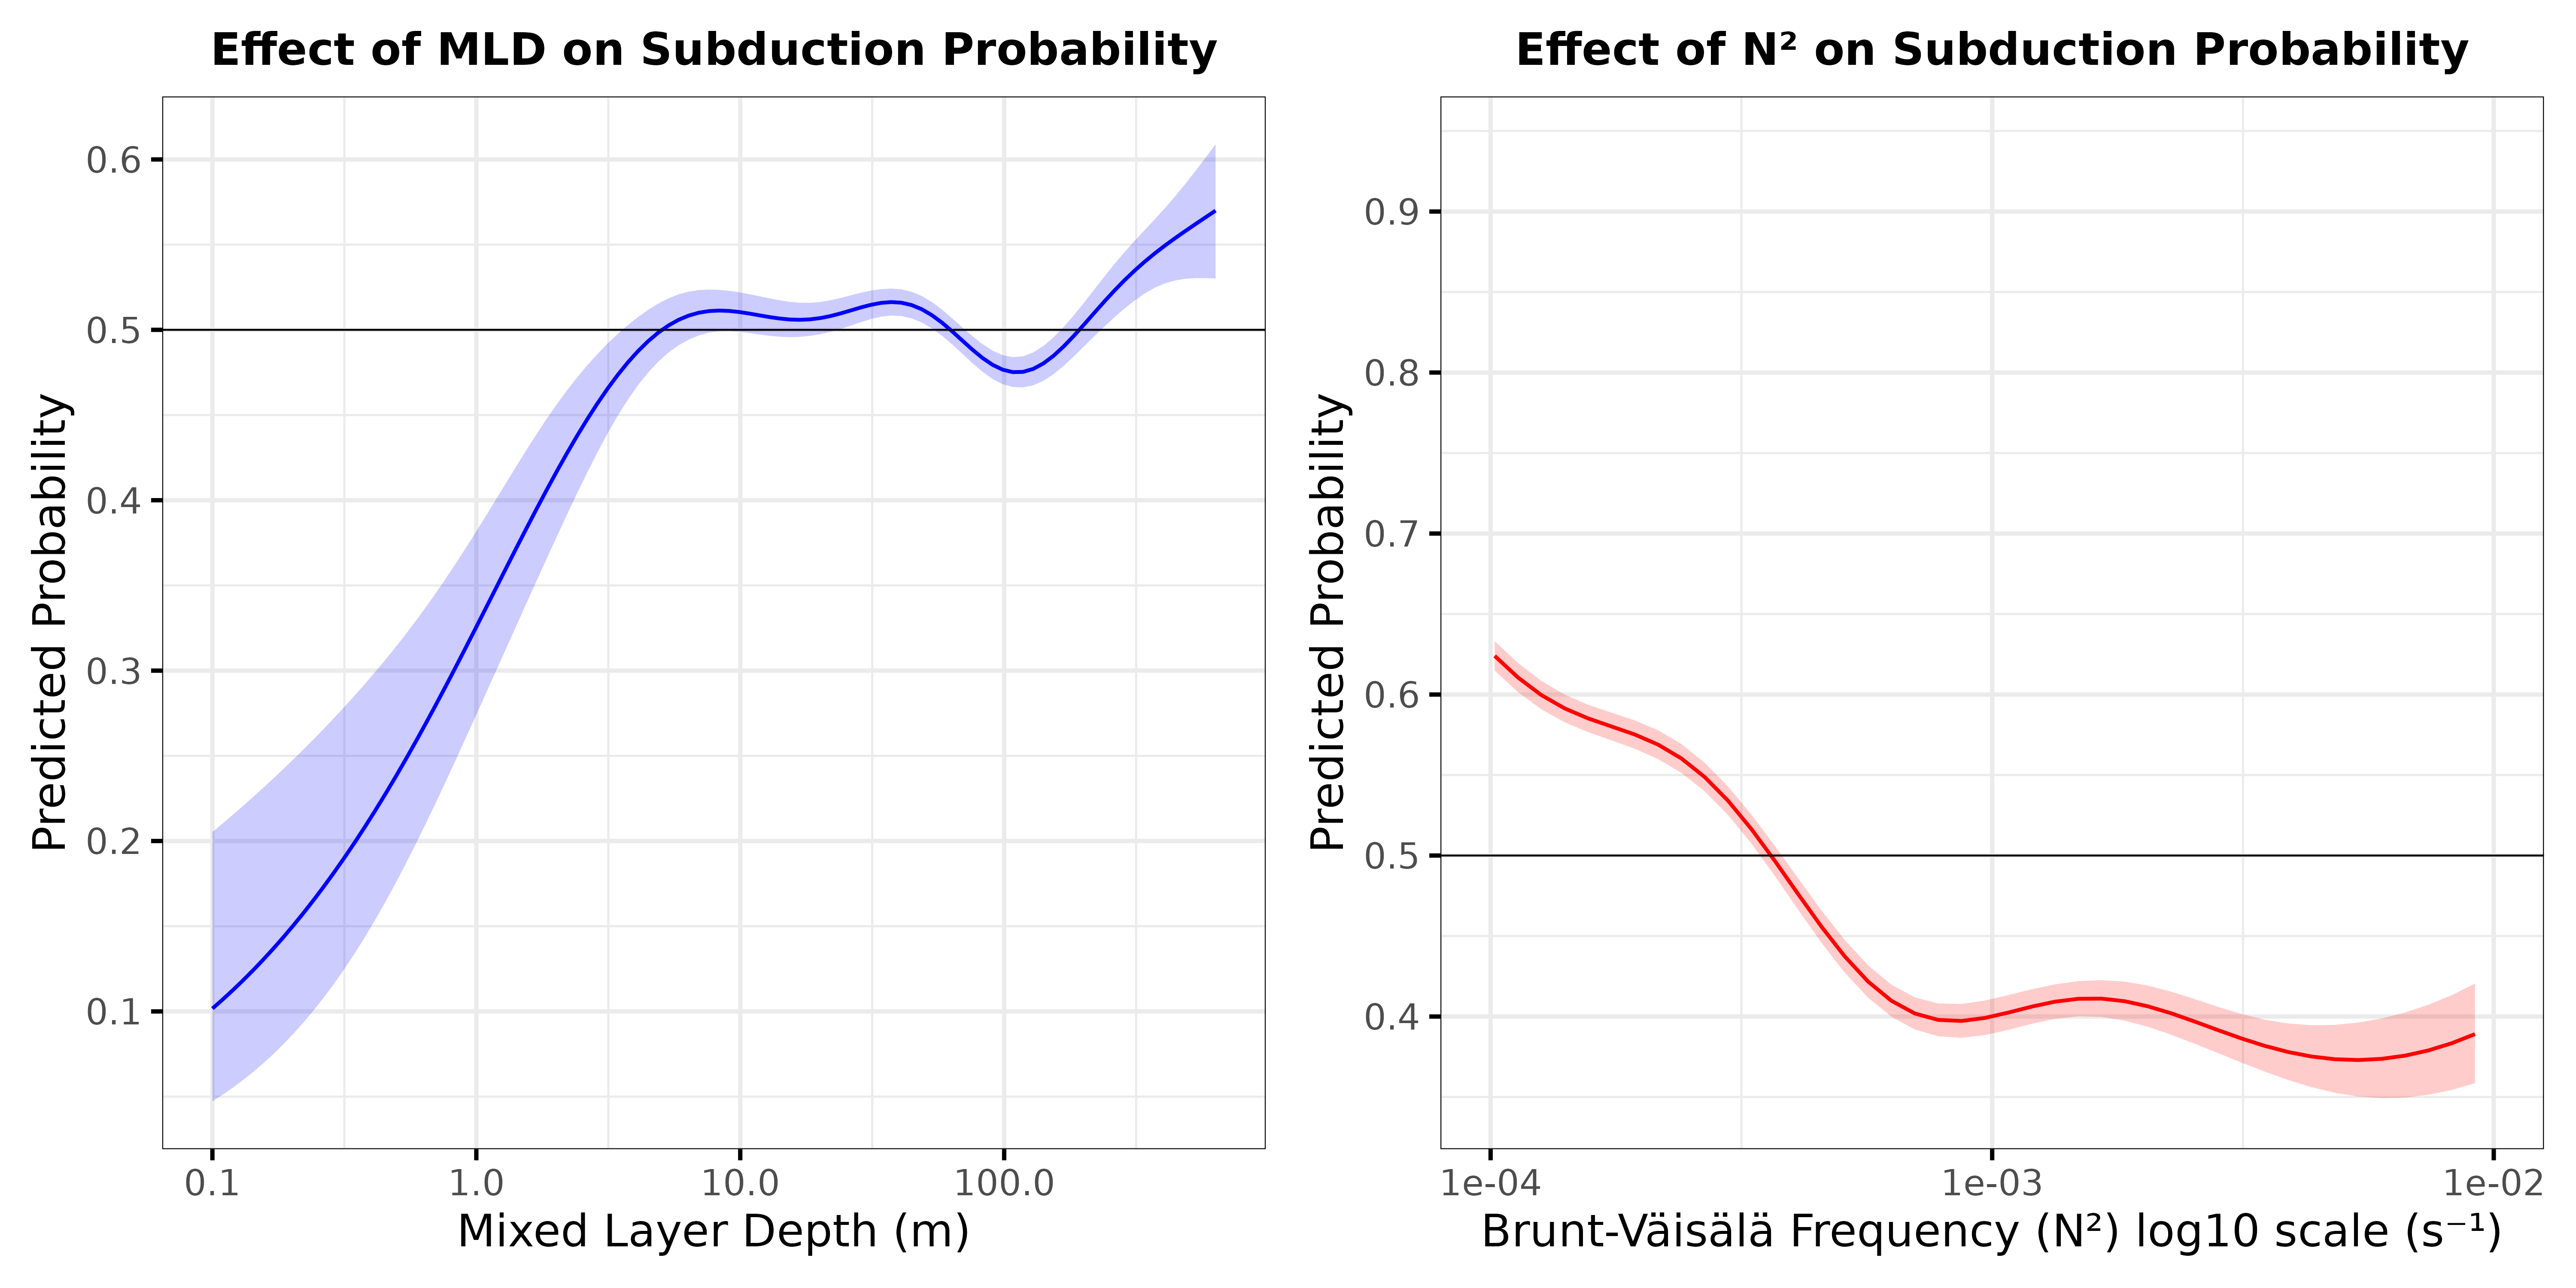 Effect of MLD on Subduction Probability
Predicted Probability
0.6
0.5
0.4
0.3
0.2
0.1
0.1 1.0 10.0 100.0
Mixed Layer Depth (m)
Effect of N² on Subduction Probability
Predicted Probability
0.9
0.8
0.7
0.6
0.5
0.4
1e-04 1e-03 1e-02
Brunt-Väisälä Frequency (N²) log10 scale (s⁻¹)